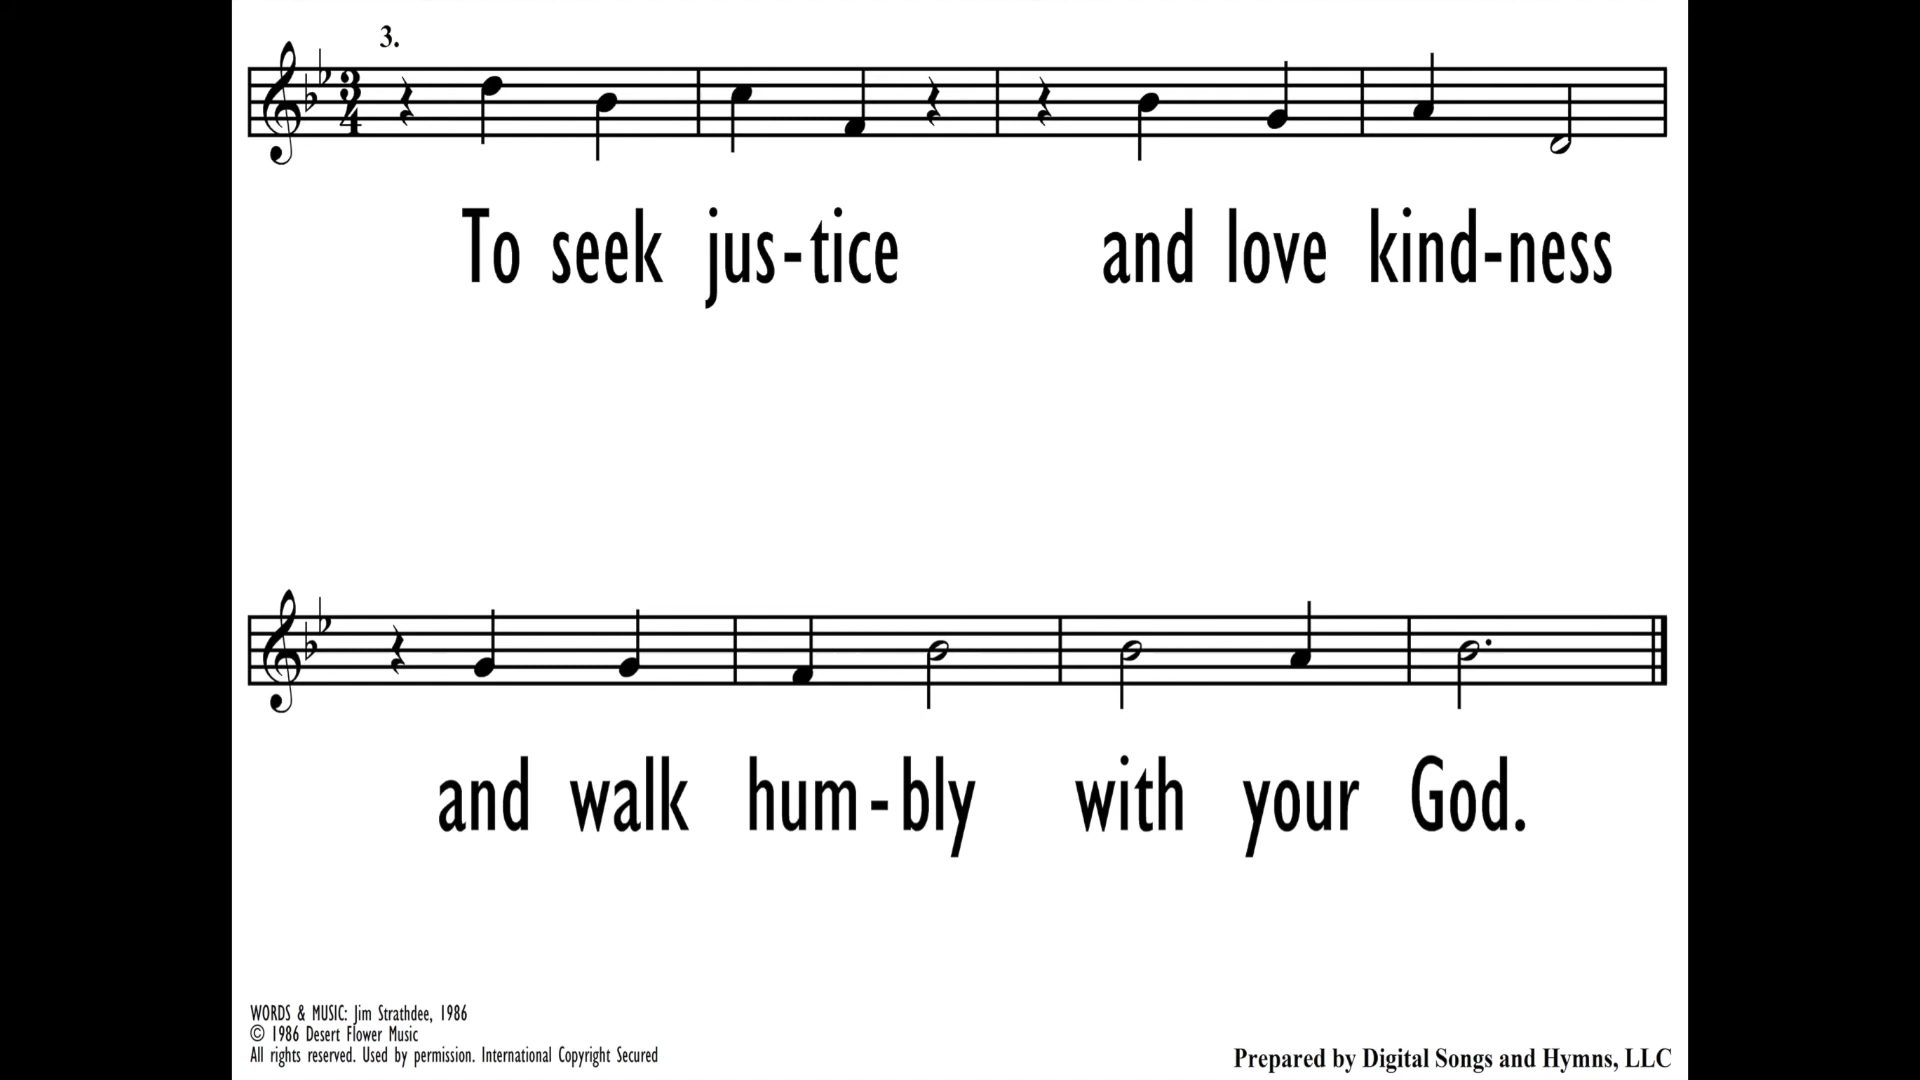 3.
3
4
To seek jus-tice and love kind-ness
and walk hum-bly with your God.
WORDS & MUSIC: Jim Strathdee, 1986
© 1986 Desert Flower Music
All rights reserved. Used by permission. International Copyright Secured
Prepared by Digital Songs and Hymns, LLC